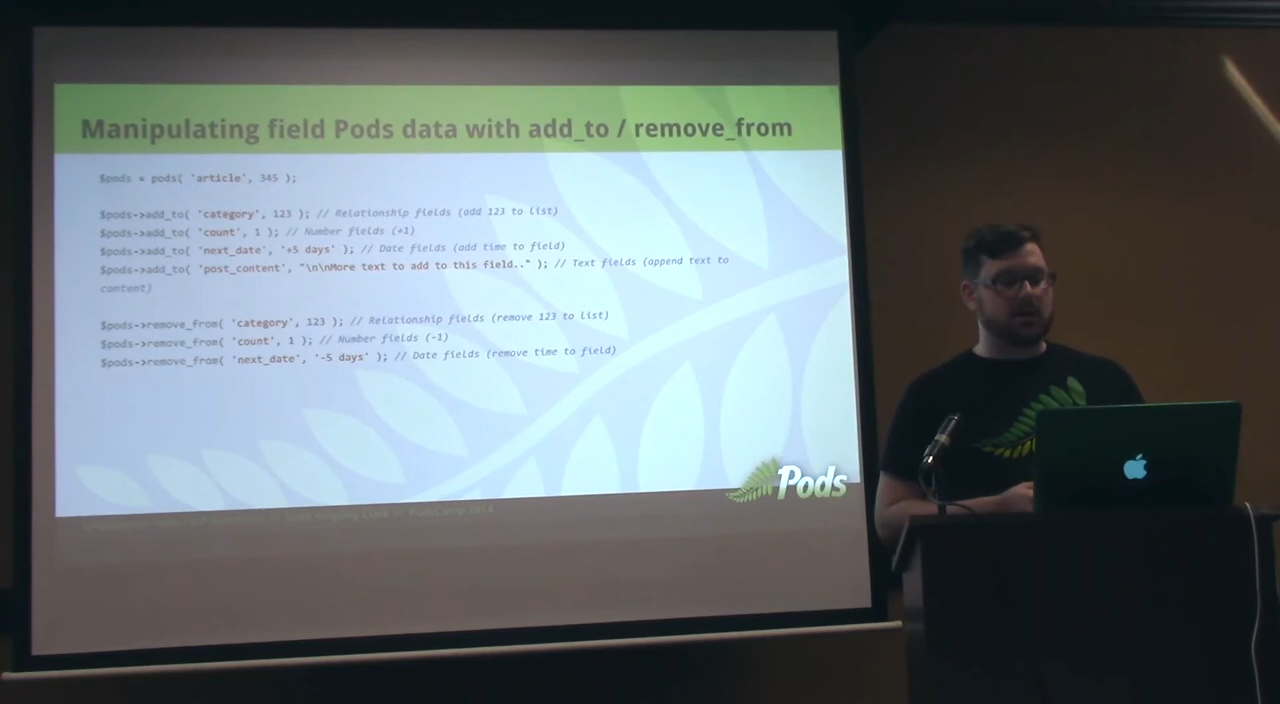 Manipulating field Pods data with add_to / remove_from
$pods = pods( 'article', 345 );
$pods->add_to( 'category', 123 ); // Relationship fields (add 123 to list)
$pods->add_to( 'count', 1 ); // Number fields (+1)
$pods->add_to( 'next_date', '+5 days' ); // Date fields (add time to field)
$pods->add_to( 'post_content', "\n\nMore text to add to this field.." ); // Text fields (append text to
content)
$pods->remove_from( 'category', 123 ); // Relationship fields (remove 123 to list)
$pods->remove_from( 'count', 1 ); // Number fields (-1)
$pods->remove_from( 'next_date', '-5 days' ); // Date fields (remove time to field)
Pods
2014